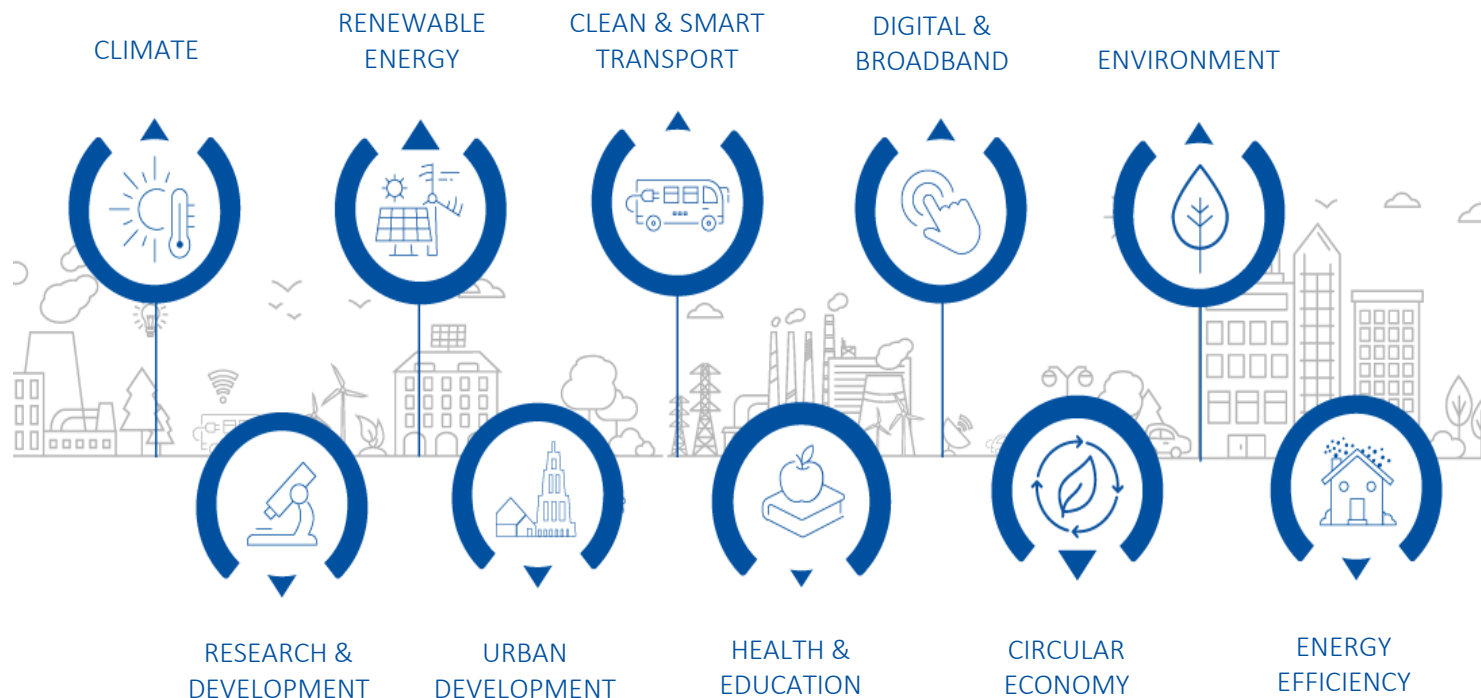 CLIMATE
RENEWABLE
ENERGY
CLEAN & SMART
TRANSPORT
DIGITAL &
BROADBAND
ENVIRONMENT
RESEARCH &
DEVELOPMENT
URBAN
DEVELOPMENT
HEALTH &
EDUCATION
CIRCULAR
ECONOMY
ENERGY
EFFICIENCY